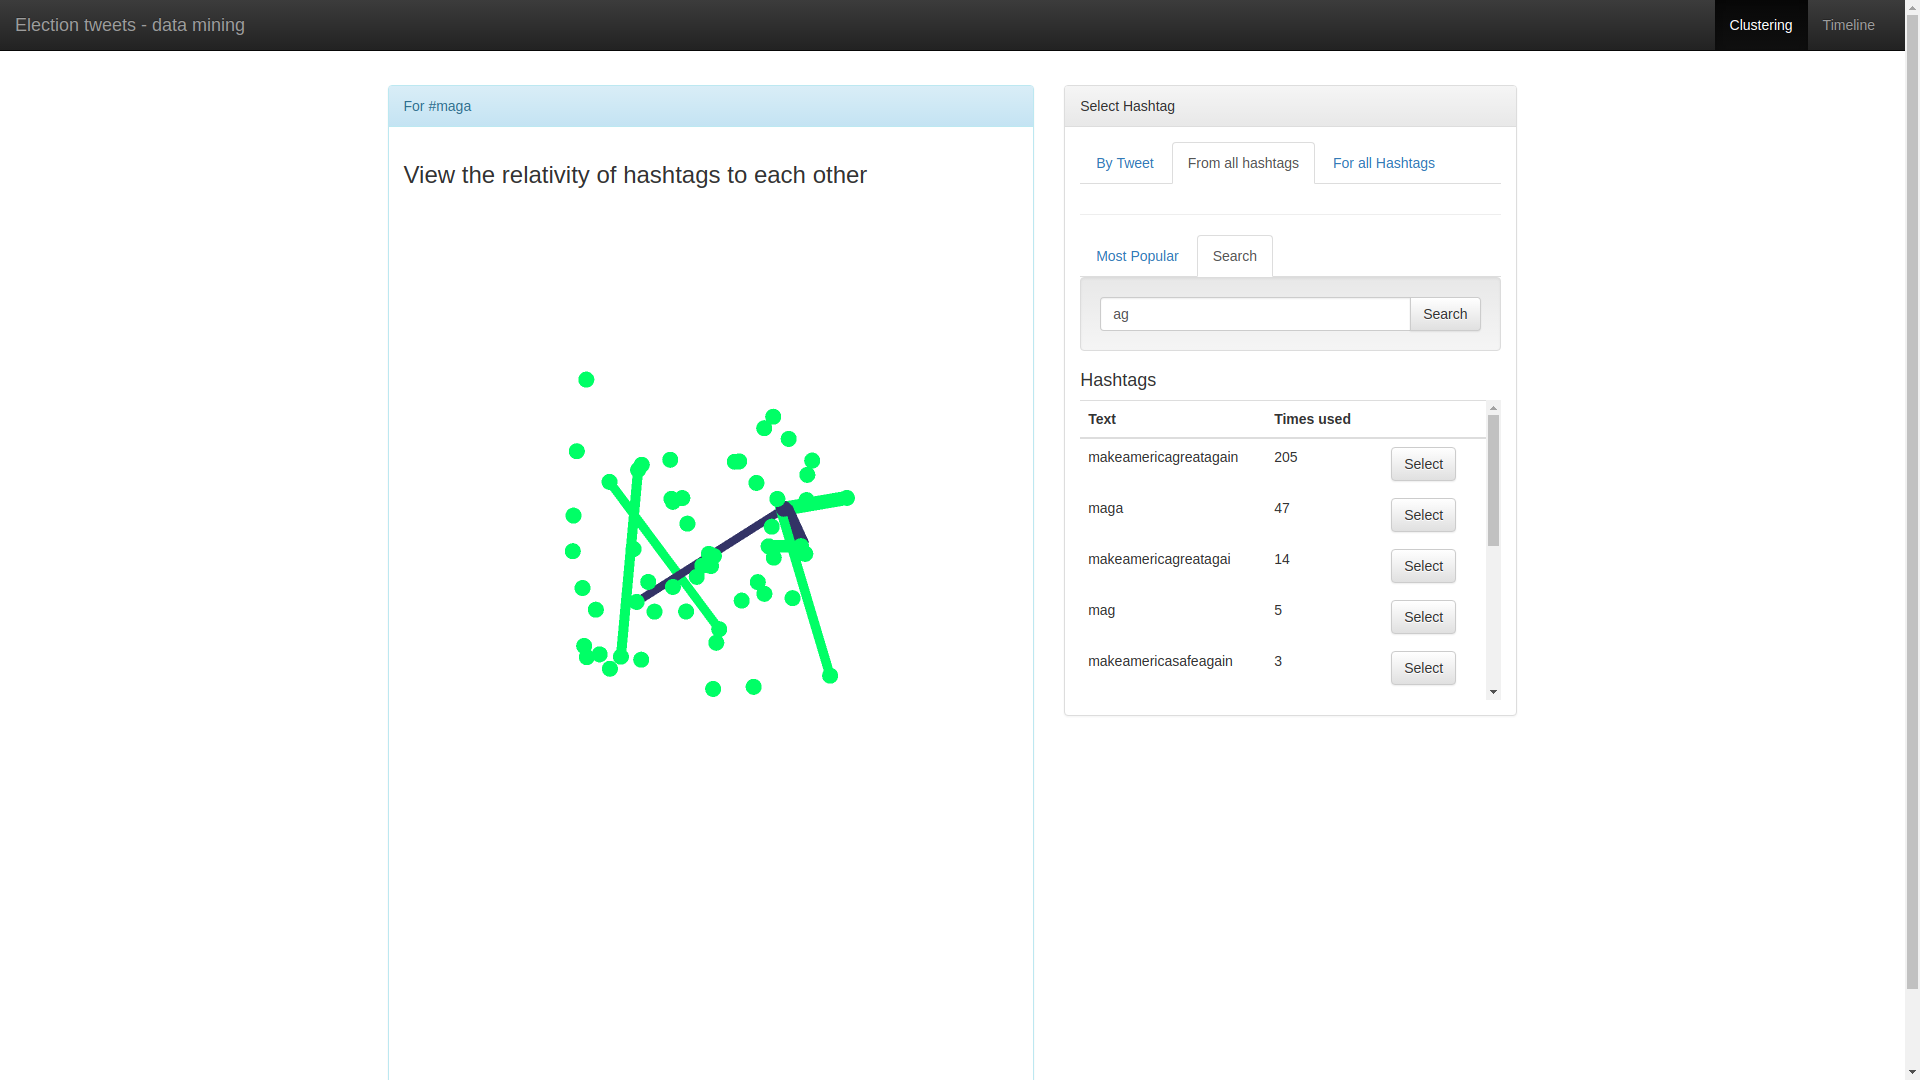 Election tweets - data mining
Clustering
Timeline
For #maga
View the relativity of hashtags to each other
Select Hashtag
By Tweet
From all hashtags
For all Hashtags
Most Popular
Search
ag
Search
Hashtags
Text Times used
makeamericagreatagain 205 Select
maga 47 Select
makeamericagreatagai 14 Select
mag 5 Select
makeamericasafeagain 3 Select